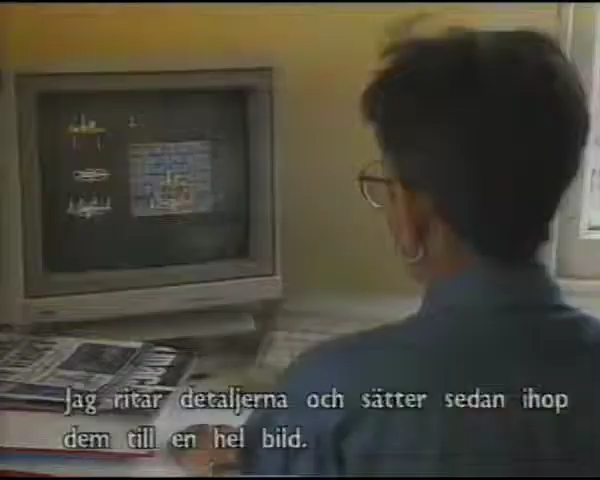 Jag ritar detaljerna och sätter sedan ihop
dem till en hel bild.